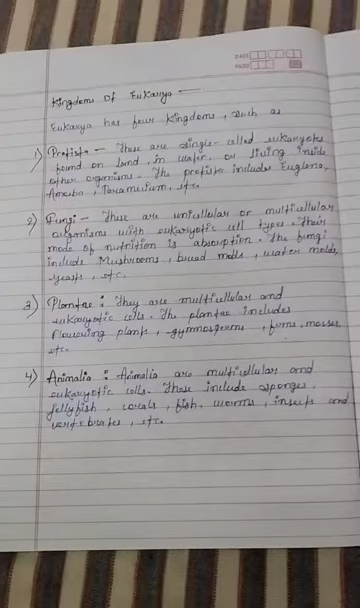 DATE
PAGE
Kingdom Of Eukarya —
Eukarya has four Kingdoms, such as
1) Protista - These are single-celled eukaryotes
found on land, in water, or living inside
other organisms. The protista includes Euglena,
Amoeba, Paramecium, etc.
2) Fungi - These are unicellular or multicellular
organisms with eukaryotic cell types. Their
mode of nutrition is absorption. The fungi
include Mushrooms, bread molds, water molds,
yeasts, etc.
3) Plantae : They are multicellular and
eukaryotic cells. The plantae includes
flowering plants, gymnosperms, ferns, mosses,
etc.
4) Animalia : Animalia are multicellular and
eukaryotic cells. These include sponges,
jellyfish, corals, fish, worms, insects and
vertebrates, etc.